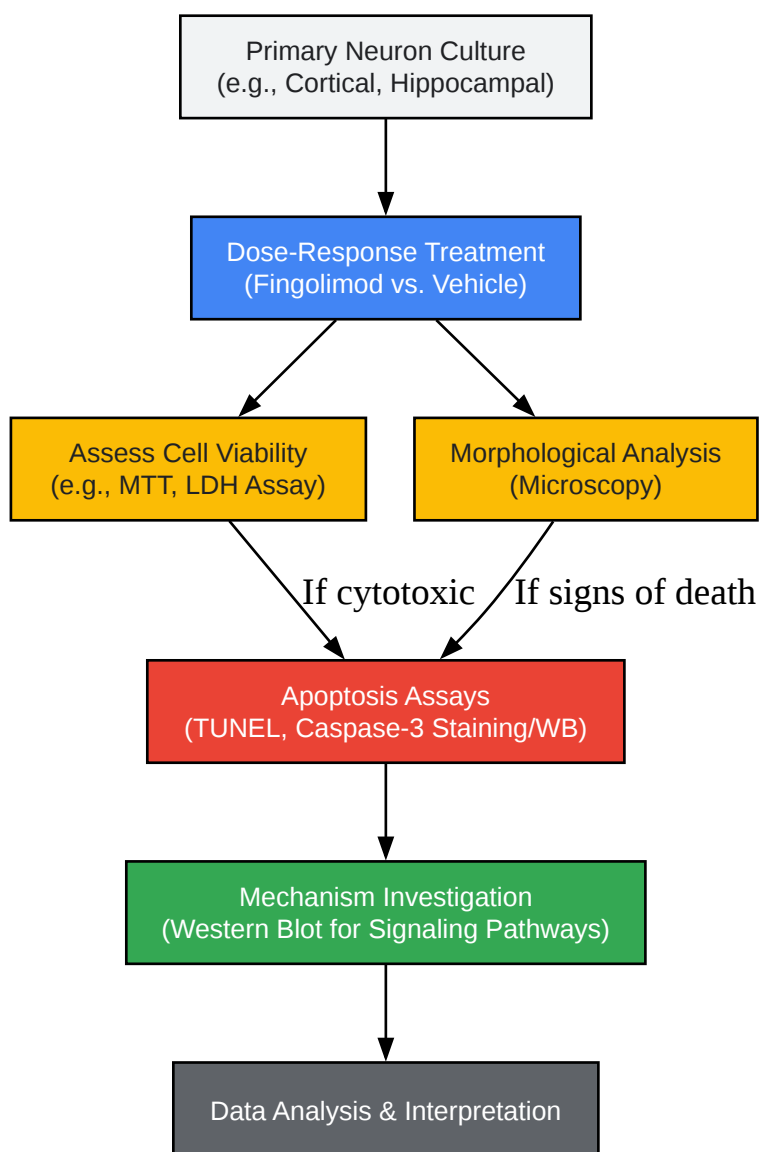 Primary Neuron Culture
(e.g., Cortical, Hippocampal)
Dose-Response Treatment
(Fingolimod vs. Vehicle)
Assess Cell Viability
(e.g., MTT, LDH Assay)
Morphological Analysis
(Microscopy)
If cytotoxic
If signs of death
Apoptosis Assays
(TUNEL, Caspase-3 Staining/WB)
Mechanism Investigation
(Western Blot for Signaling Pathways)
Data Analysis & Interpretation